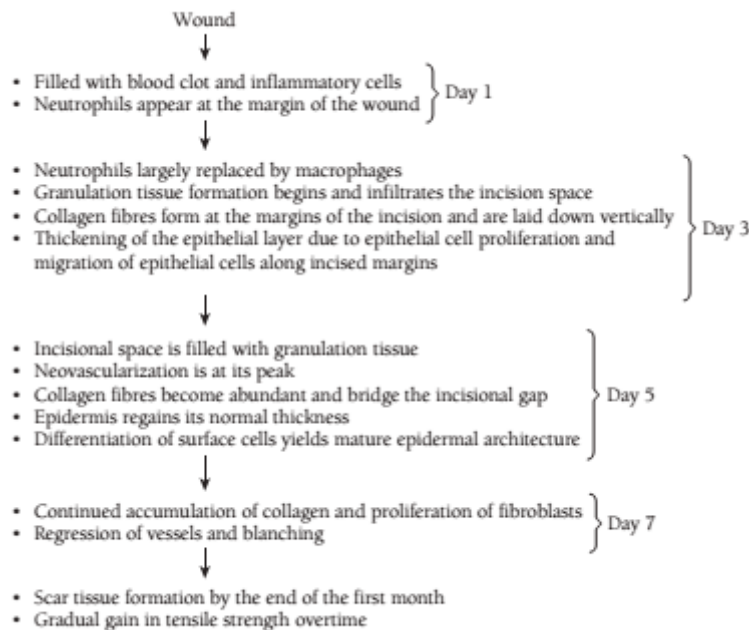 Wound
• Filled with blood clot and inflammatory cells
• Neutrophils appear at the margin of the wound
Day 1
• Neutrophils largely replaced by macrophages
• Granulation tissue formation begins and infiltrates the incision space
• Collagen fibres form at the margins of the incision and are laid down vertically
• Thickening of the epithelial layer due to epithelial cell proliferation and
migration of epithelial cells along incised margins
Day 3
• Incisional space is filled with granulation tissue
• Neovascularization is at its peak
• Collagen fibres become abundant and bridge the incisional gap
• Epidermis regains its normal thickness
• Differentiation of surface cells yields mature epidermal architecture
Day 5
• Continued accumulation of collagen and proliferation of fibroblasts
• Regression of vessels and blanching
Day 7
• Scar tissue formation by the end of the first month
• Gradual gain in tensile strength overtime